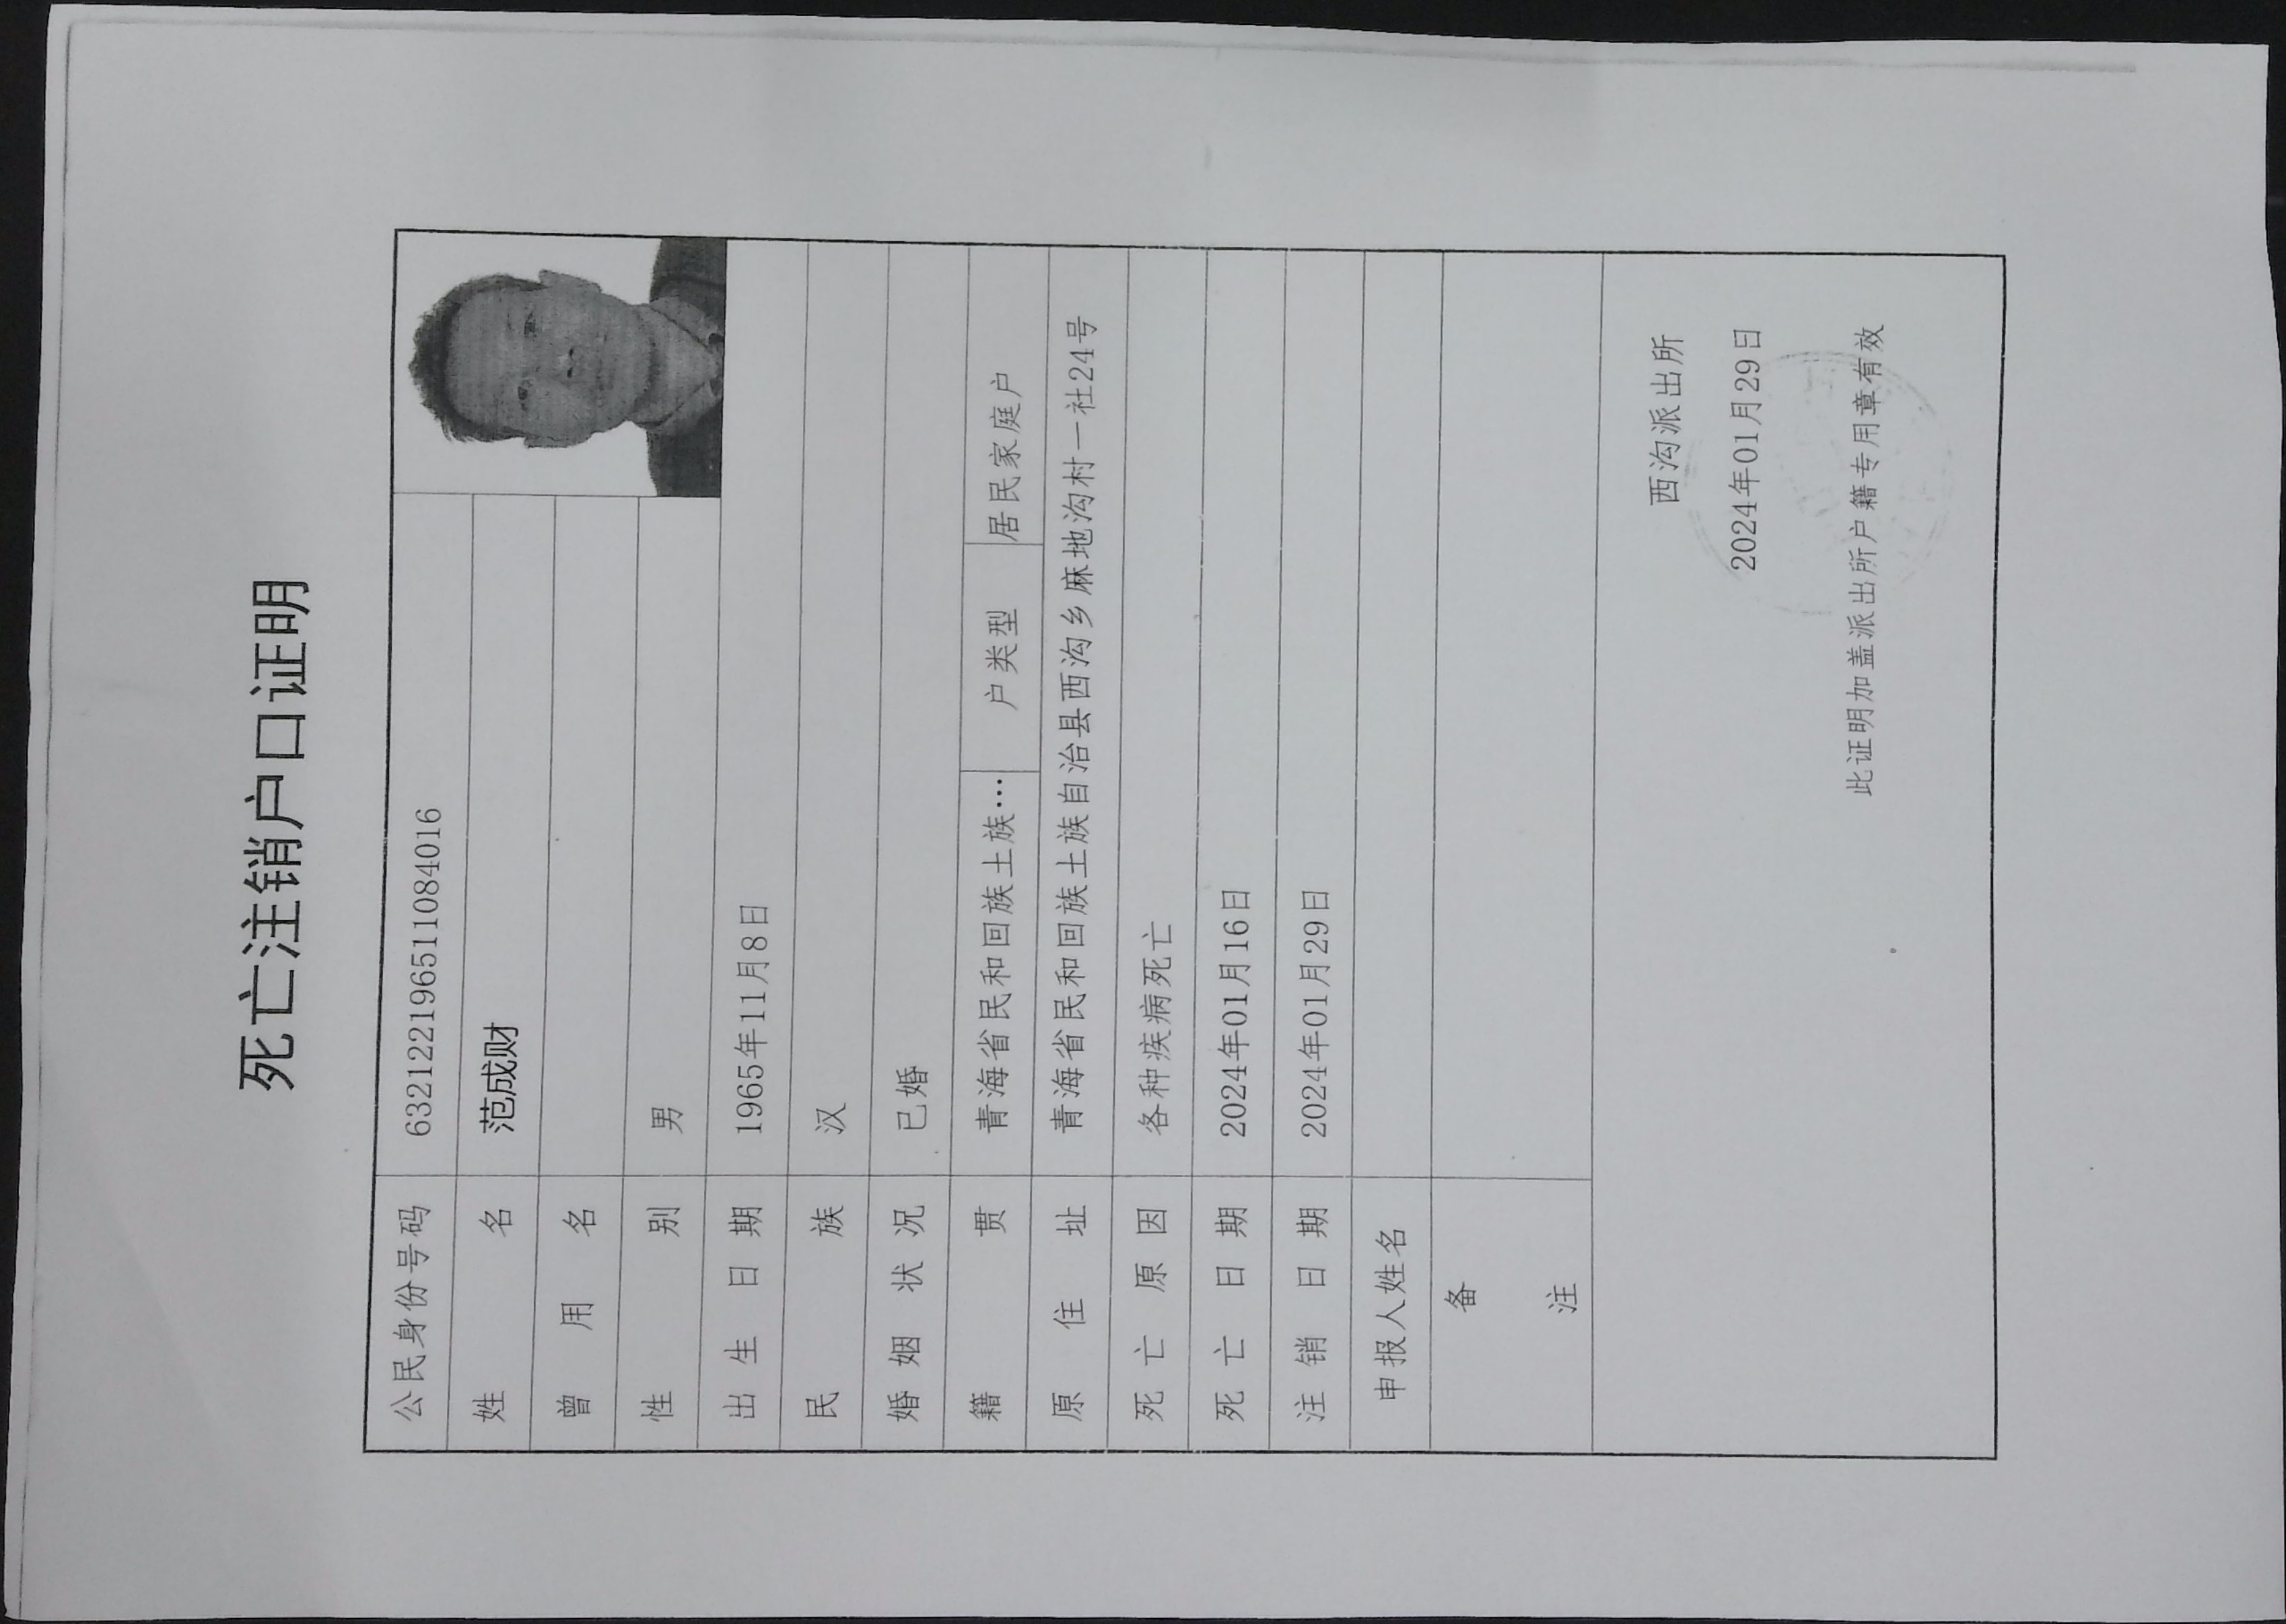 死亡注销户口证明
公民身份号码 632122196511084016
姓名 范成财
曾用名
性别 男
出生日期 1965年11月8日
民族 汉
婚姻状况 已婚
籍贯 青海省民和回族土族… 户类型 居民家庭户
原住址 青海省民和回族土族自治县西沟乡麻地沟村一社24号
死亡原因 各种疾病死亡
死亡日期 2024年01月16日
注销日期 2024年01月29日
申报人姓名
备注
西沟派出所
2024年01月29日
此证明加盖派出所户籍专用章有效